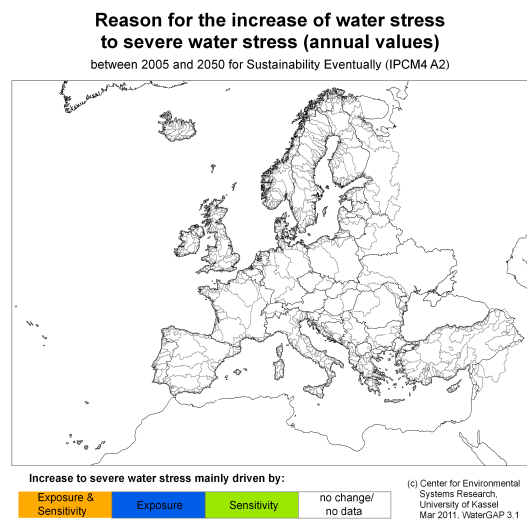 Reason for the increase of water stress
to severe water stress (annual values)
between 2005 and 2050 for Sustainability Eventually (IPCM4 A2)
Increase to severe water stress mainly driven by:
Exposure &
Sensitivity
Exposure
Sensitivity
no change/
no data
(c) Center for Environmental
Systems Research,
University of Kassel
Mar 2011, WaterGAP 3.1